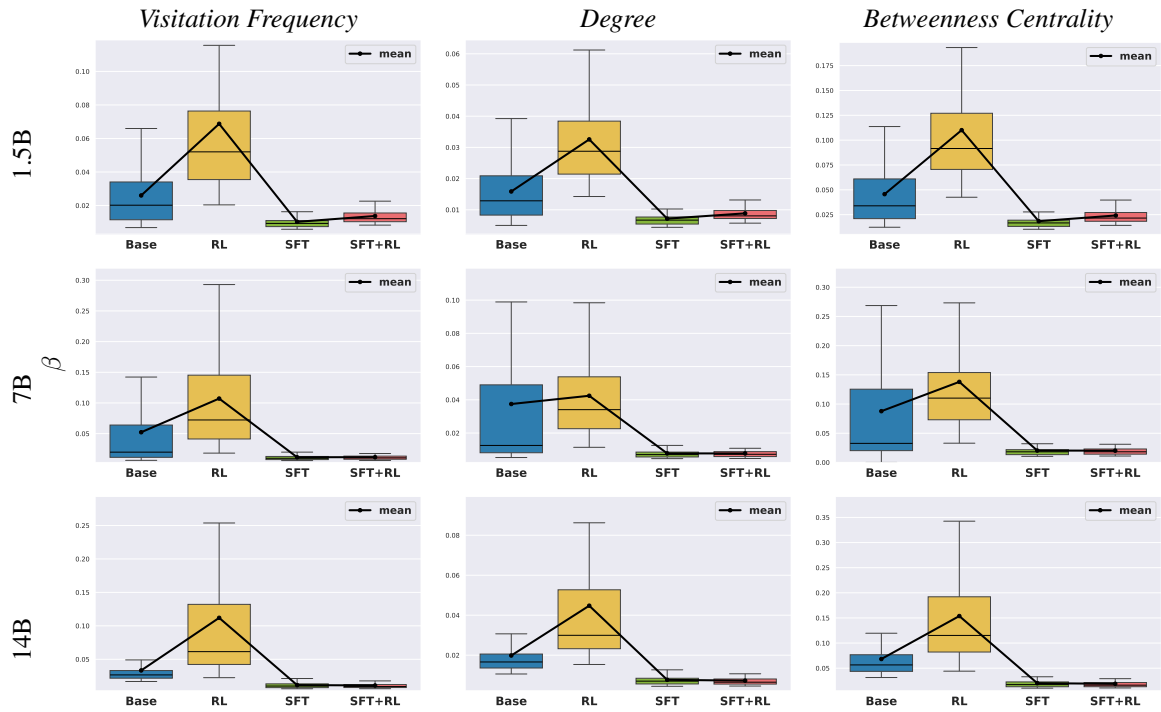 Visitation Frequency Degree Betweenness Centrality
1.5B
0.10
0.08
0.06
0.04
0.02
mean
Base RL SFT SFT+RL
0.06
0.05
0.04
0.03
0.02
0.01
mean
Base RL SFT SFT+RL
0.175
0.150
0.125
0.100
0.075
0.050
0.025
mean
Base RL SFT SFT+RL
7B
β
0.30
0.25
0.20
0.15
0.10
0.05
mean
Base RL SFT SFT+RL
0.10
0.08
0.06
0.04
0.02
mean
Base RL SFT SFT+RL
0.30
0.25
0.20
0.15
0.10
0.05
0.00
mean
Base RL SFT SFT+RL
14B
0.25
0.20
0.15
0.10
0.05
mean
Base RL SFT SFT+RL
0.08
0.06
0.04
0.02
mean
Base RL SFT SFT+RL
0.35
0.30
0.25
0.20
0.15
0.10
0.05
mean
Base RL SFT SFT+RL